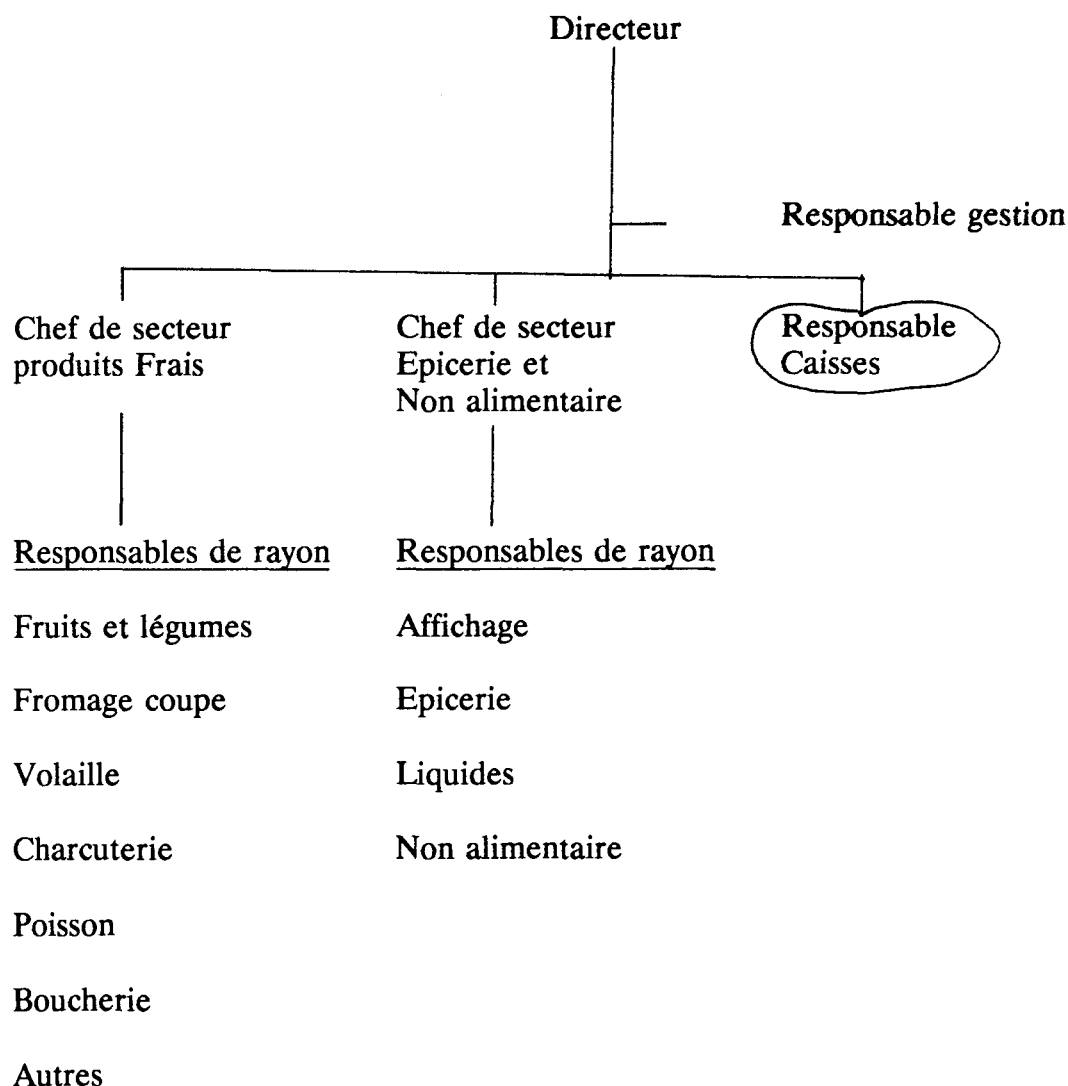 Directeur
Responsable gestion
Chef de secteur
produits Frais
Chef de secteur
Epicerie et
Non alimentaire
Responsable
Caisses
Responsables de rayon
Fruits et légumes
Fromage coupe
Volaille
Charcuterie
Poisson
Boucherie
Autres
Responsables de rayon
Affichage
Epicerie
Liquides
Non alimentaire